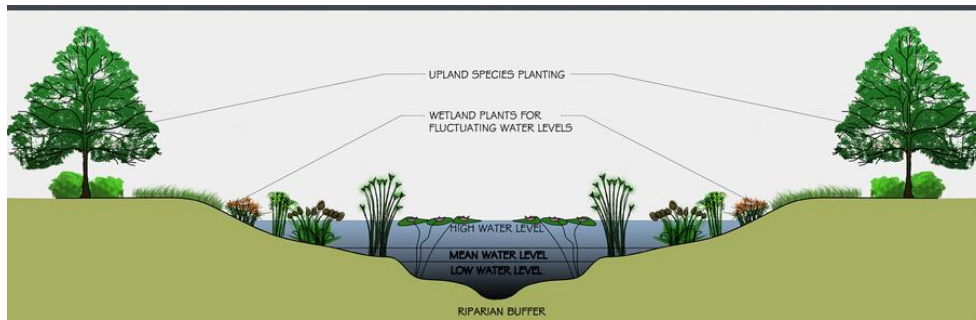 UPLAND SPECIES PLANTING
WETLAND PLANTS FOR
FLUCTUATING WATER LEVELS
HIGH WATER LEVEL
MEAN WATER LEVEL
LOW WATER LEVEL
RIPARIAN BUFFER